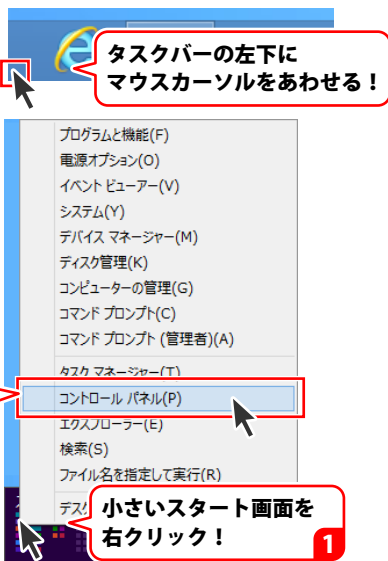 タスクバーの左下に
マウスカーソルをあわせる！
プログラムと機能(F)
電源オプション(O)
イベント ビューアー(V)
システム(Y)
デバイス マネージャー(M)
ディスク管理(K)
コンピューターの管理(G)
コマンド プロンプト(C)
コマンド プロンプト (管理者)(A)
タスク マネージャー(T)
コントロール パネル(P)
エクスプローラー(E)
検索(S)
ファイル名を指定して実行(R)
デスク
小さいスタート画面を
右クリック！
1